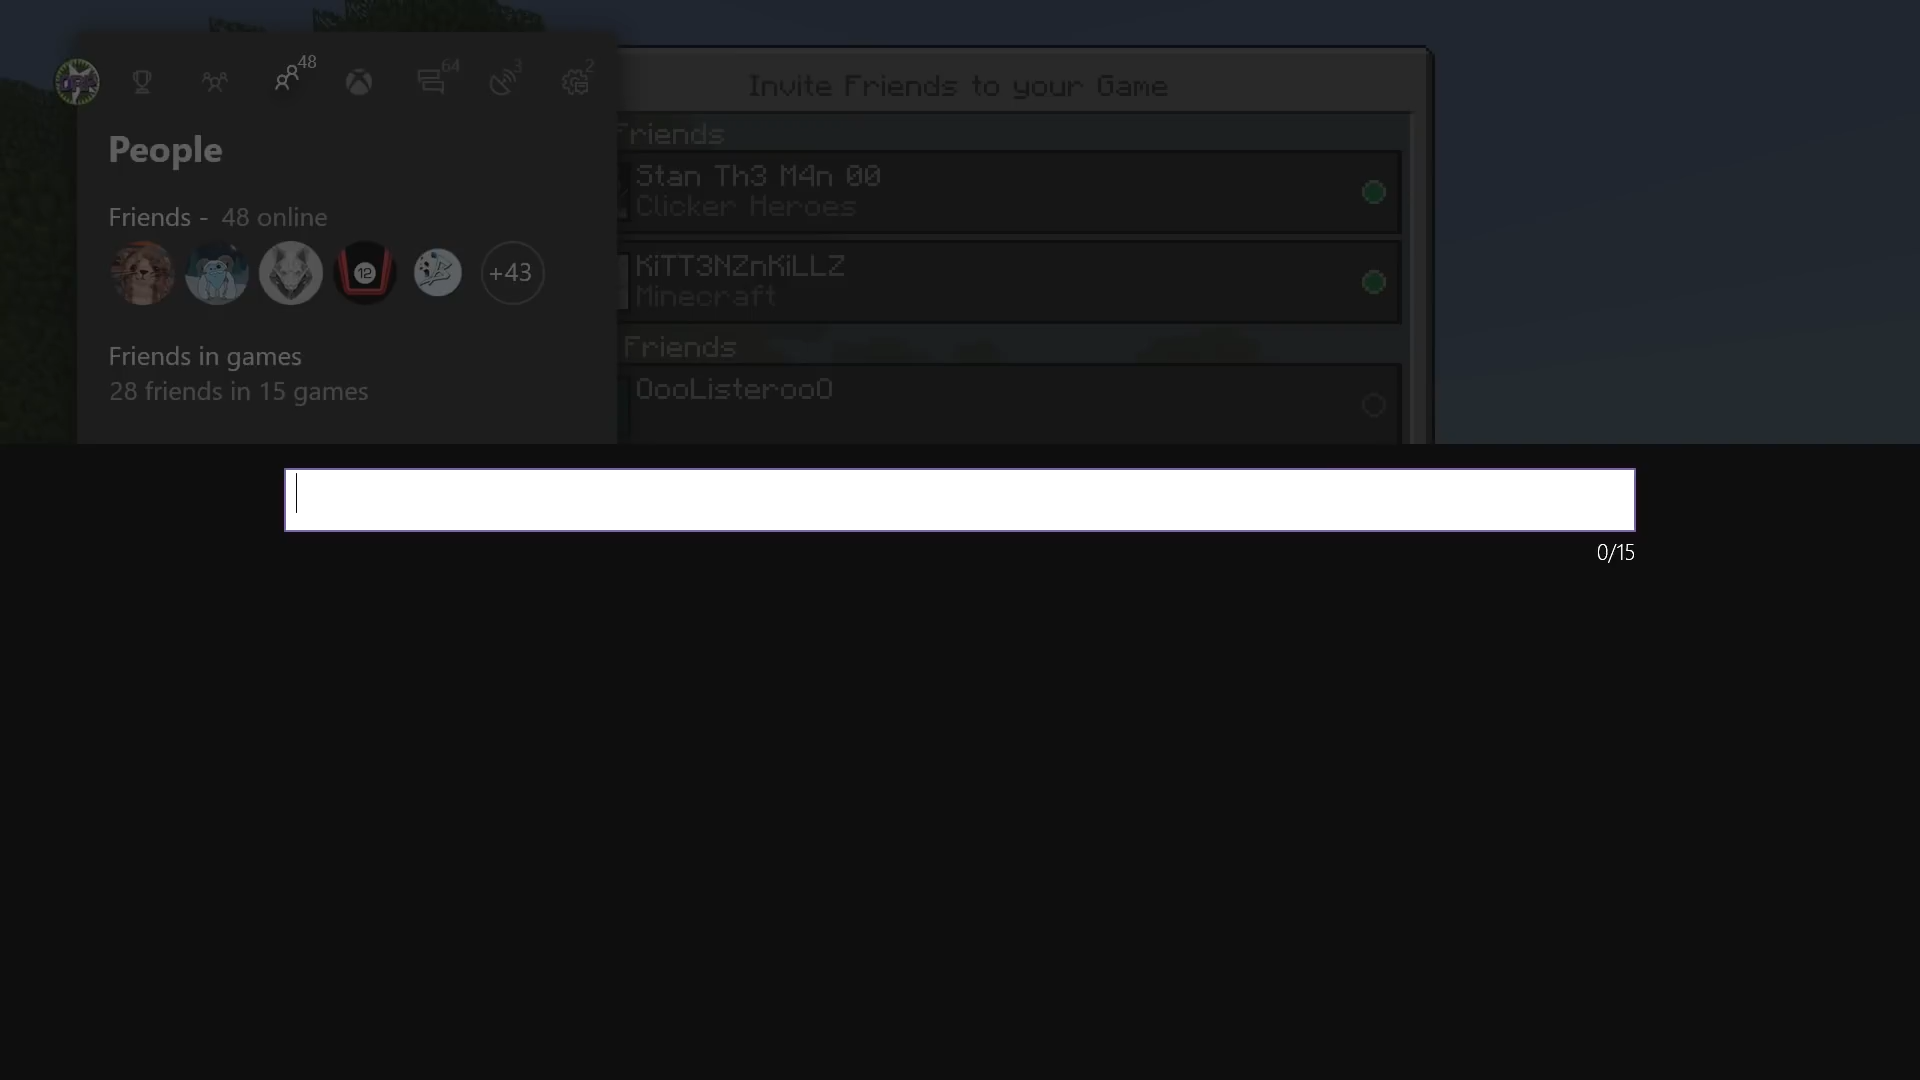 48
64
3
2
People
Friends - 48 online
12
+43
Friends in games
28 friends in 15 games
Invite Friends to your Game
Friends
Stan Th3 M4n 00
Clicker Heroes
KiTT3NZnKiLLZ
Minecraft
Friends
OooListerooO
0/15